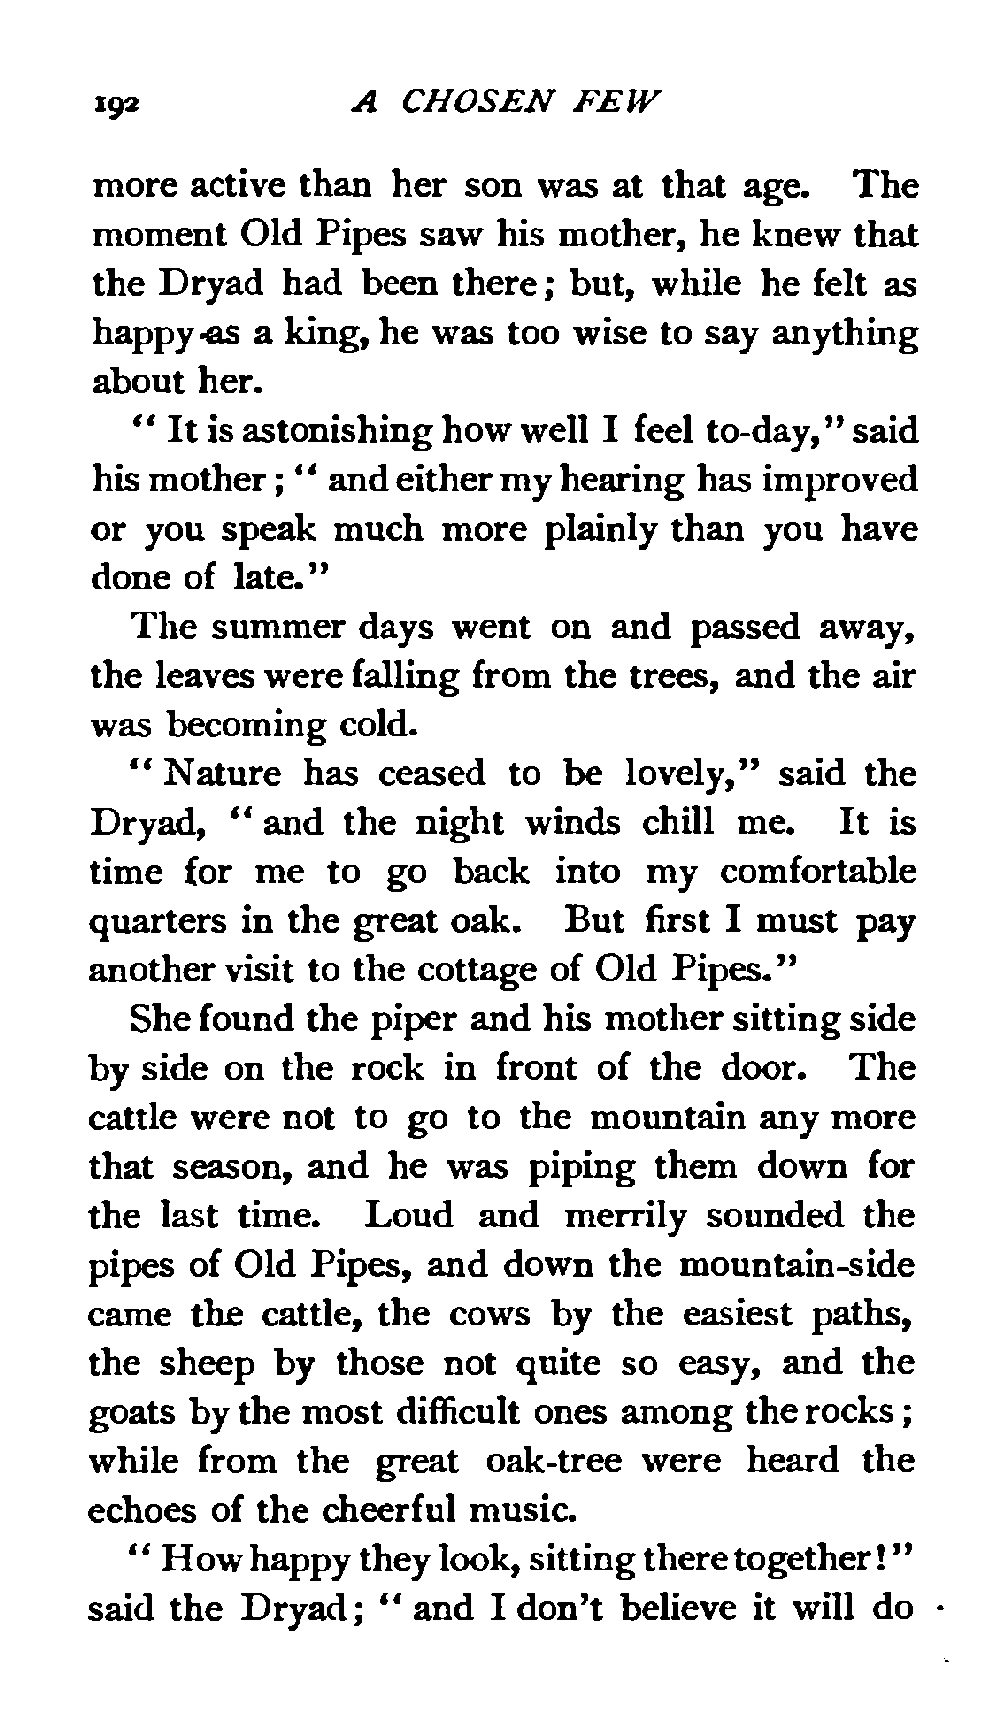 192 A CHOSEN FEW
more active than her son was at that age. The
moment Old Pipes saw his mother, he knew that
the Dryad had been there; but, while he felt as
happy as a king, he was too wise to say anything
about her.
" It is astonishing how well I feel to-day," said
his mother; " and either my hearing has improved
or you speak much more plainly than you have
done of late."
The summer days went on and passed away,
the leaves were falling from the trees, and the air
was becoming cold.
" Nature has ceased to be lovely," said the
Dryad, " and the night winds chill me. It is
time for me to go back into my comfortable
quarters in the great oak. But first I must pay
another visit to the cottage of Old Pipes."
She found the piper and his mother sitting side
by side on the rock in front of the door. The
cattle were not to go to the mountain any more
that season, and he was piping them down for
the last time. Loud and merrily sounded the
pipes of Old Pipes, and down the mountain-side
came the cattle, the cows by the easiest paths,
the sheep by those not quite so easy, and the
goats by the most difficult ones among the rocks;
while from the great oak-tree were heard the
echoes of the cheerful music.
" How happy they look, sitting there together!"
said the Dryad; " and I don't believe it will do